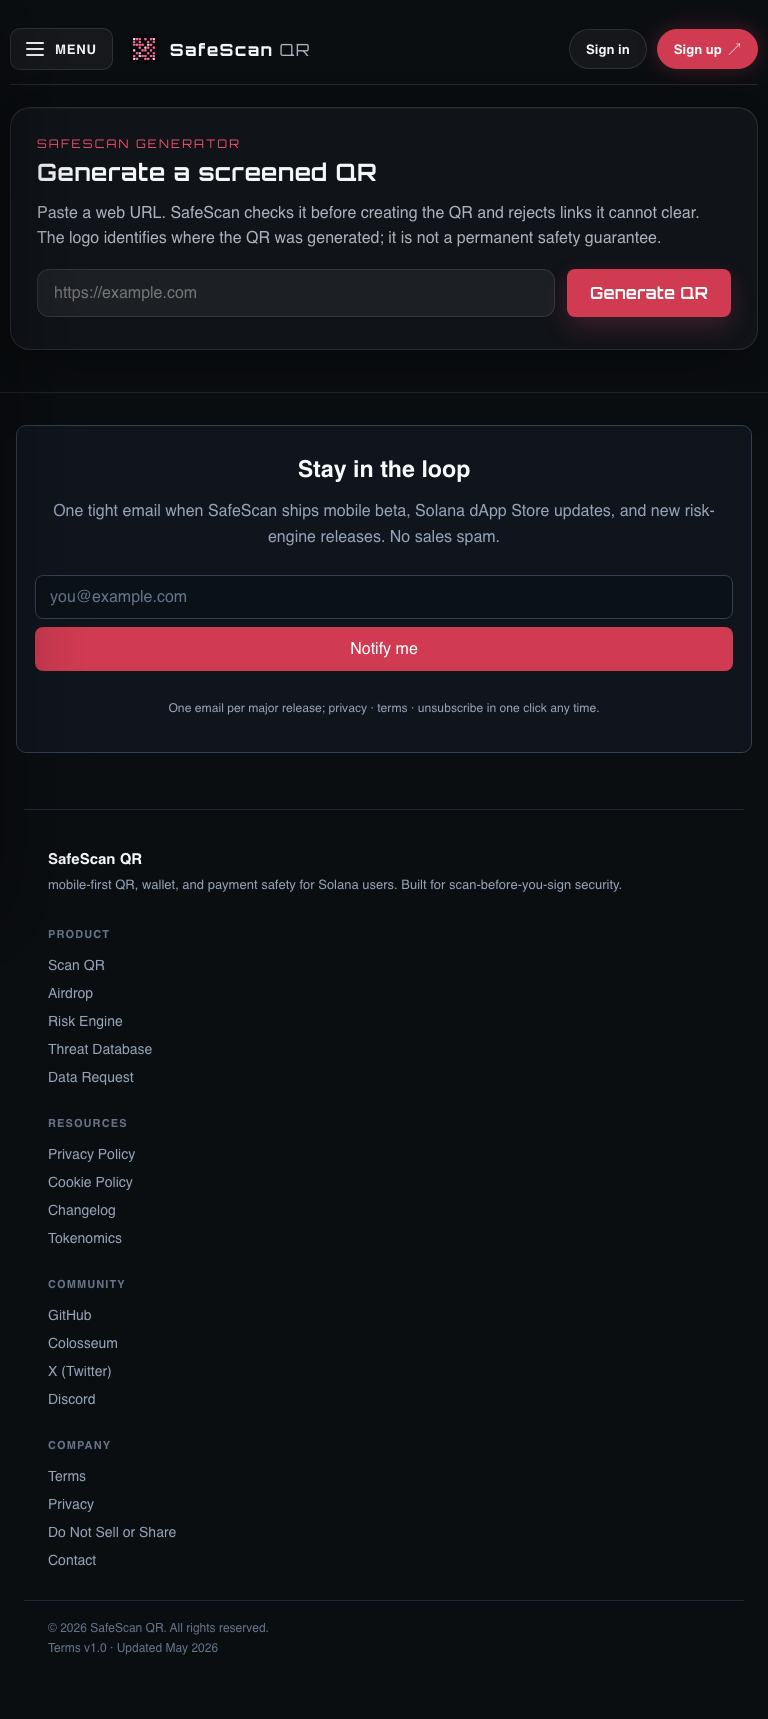 MENU
SafeScan QR
Sign in
Sign up ↗
SAFESCAN GENERATOR
Generate a screened QR
Paste a web URL. SafeScan checks it before creating the QR and rejects links it cannot clear.
The logo identifies where the QR was generated; it is not a permanent safety guarantee.
https://example.com
Generate QR
Stay in the loop
One tight email when SafeScan ships mobile beta, Solana dApp Store updates, and new risk-
engine releases. No sales spam.
you@example.com
Notify me
One email per major release; privacy · terms · unsubscribe in one click any time.
SafeScan QR
mobile-first QR, wallet, and payment safety for Solana users. Built for scan-before-you-sign security.
PRODUCT
Scan QR
Airdrop
Risk Engine
Threat Database
Data Request
RESOURCES
Privacy Policy
Cookie Policy
Changelog
Tokenomics
COMMUNITY
GitHub
Colosseum
X (Twitter)
Discord
COMPANY
Terms
Privacy
Do Not Sell or Share
Contact
© 2026 SafeScan QR. All rights reserved.
Terms v1.0 · Updated May 2026